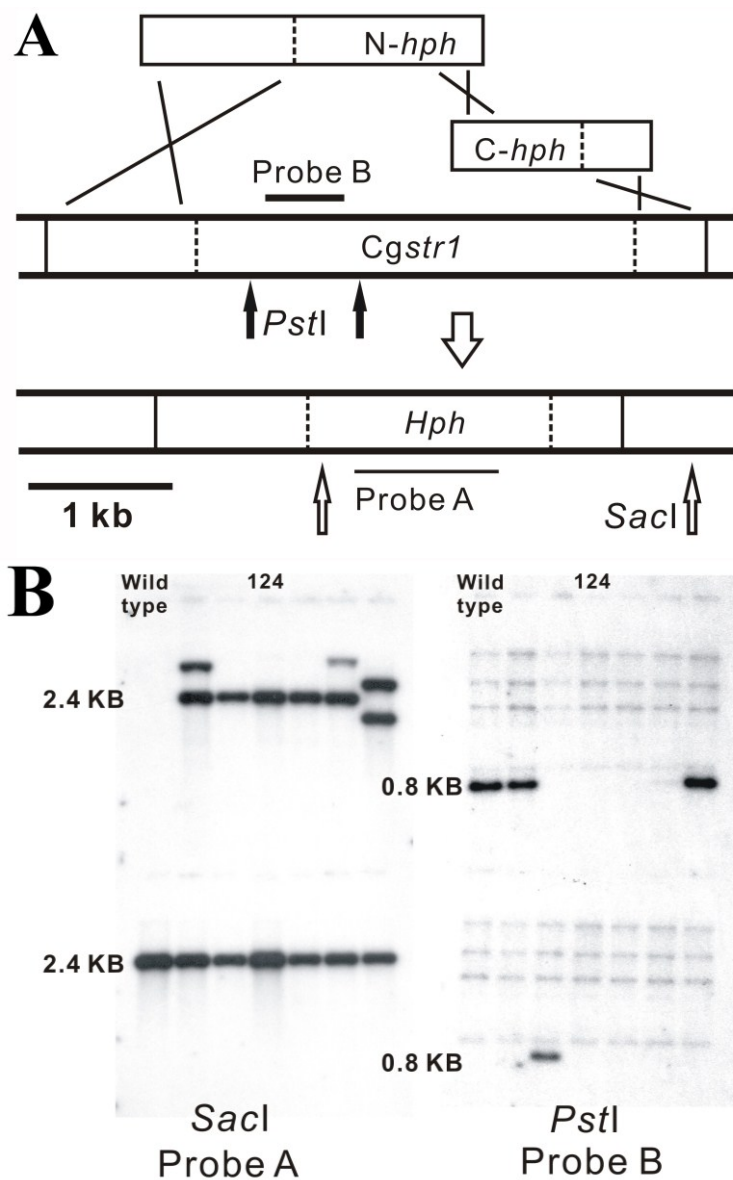 A
N-hph
C-hph
Probe B
Cgstr1
PstI
Hph
1 kb
Probe A
SacI
B
Wild type
124
Wild type
124
2.4 KB
0.8 KB
2.4 KB
0.8 KB
SacI
Probe A
PstI
Probe B